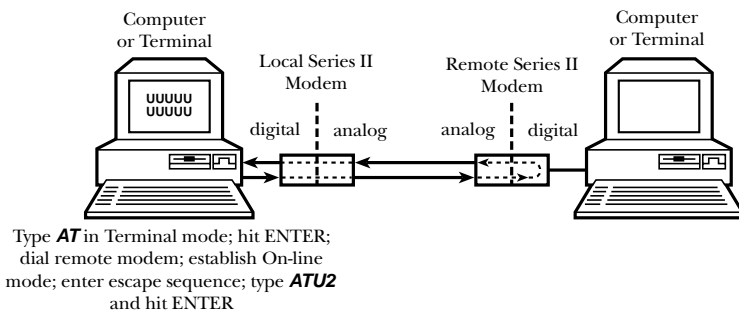 Computer
or Terminal
Computer
or Terminal
Local Series II
Modem
Remote Series II
Modem
UUUUU
UUUUU
digital
analog
analog
digital
Type AT in Terminal mode; hit ENTER;
dial remote modem; establish On-line
mode; enter escape sequence; type ATU2
and hit ENTER